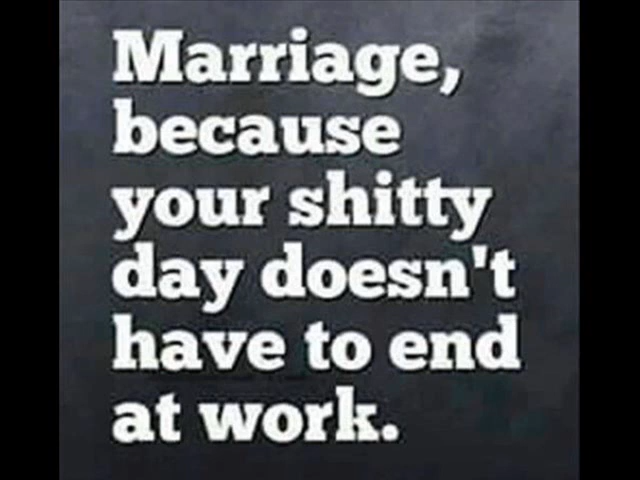 Marriage,
because
your shitty
day doesn't
have to end
at work.